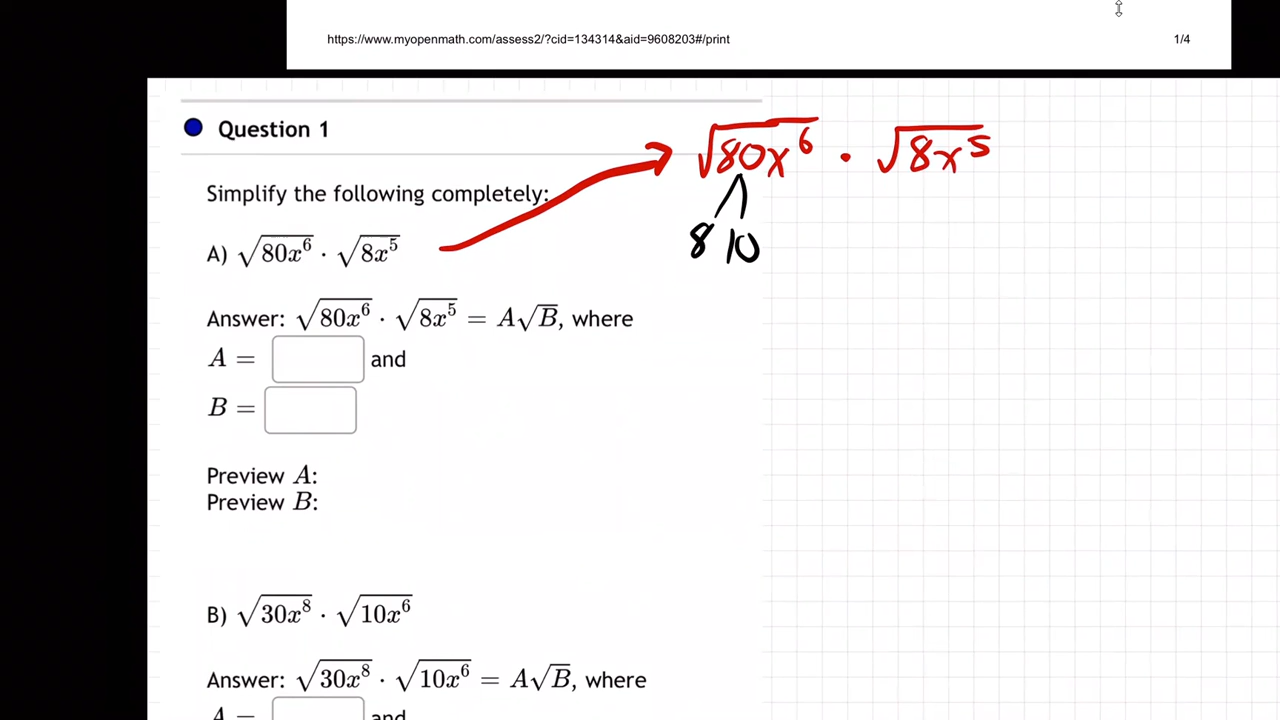 https://www.myopenmath.com/assess2/?cid=134314&aid=9608203#/print 1/4
Question 1
√80x⁶ · √8x⁵
8 10
Simplify the following completely:
A) √80x⁶ · √8x⁵
Answer: √80x⁶ · √8x⁵ = A√B, where
A = and
B =
Preview A:
Preview B:
B) √30x⁸ · √10x⁶
Answer: √30x⁸ · √10x⁶ = A√B, where
A = and